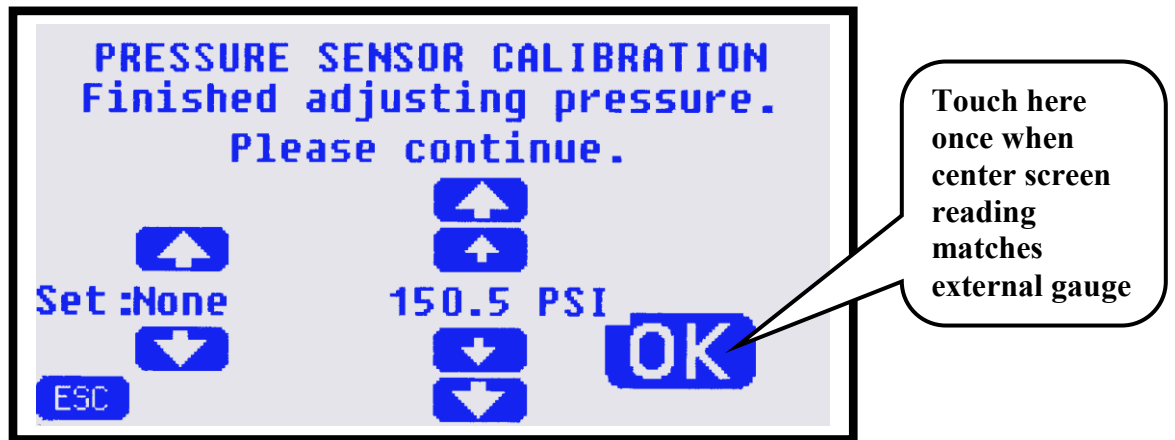 PRESSURE SENSOR CALIBRATION
Finished adjusting pressure.
Please continue.
Set:None
150.5 PSI
OK
ESC
Touch here
once when
center screen
reading
matches
external gauge